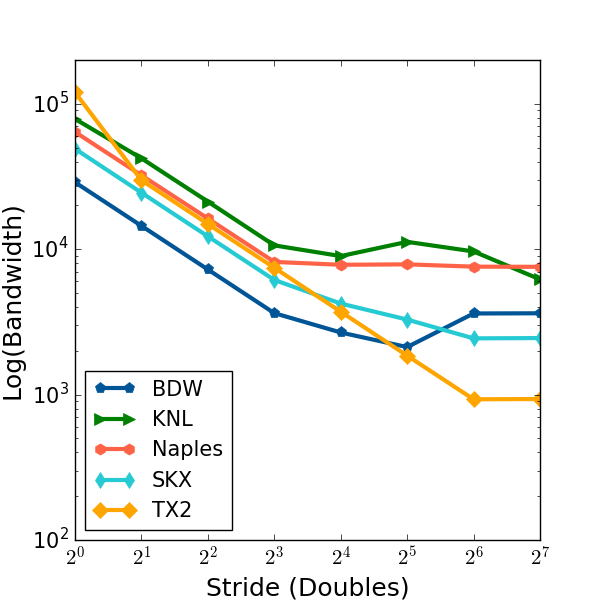 Log(Bandwidth)
10^5
10^4
10^3
10^2
BDW
KNL
Naples
SKX
TX2
2^0 2^1 2^2 2^3 2^4 2^5 2^6 2^7
Stride (Doubles)